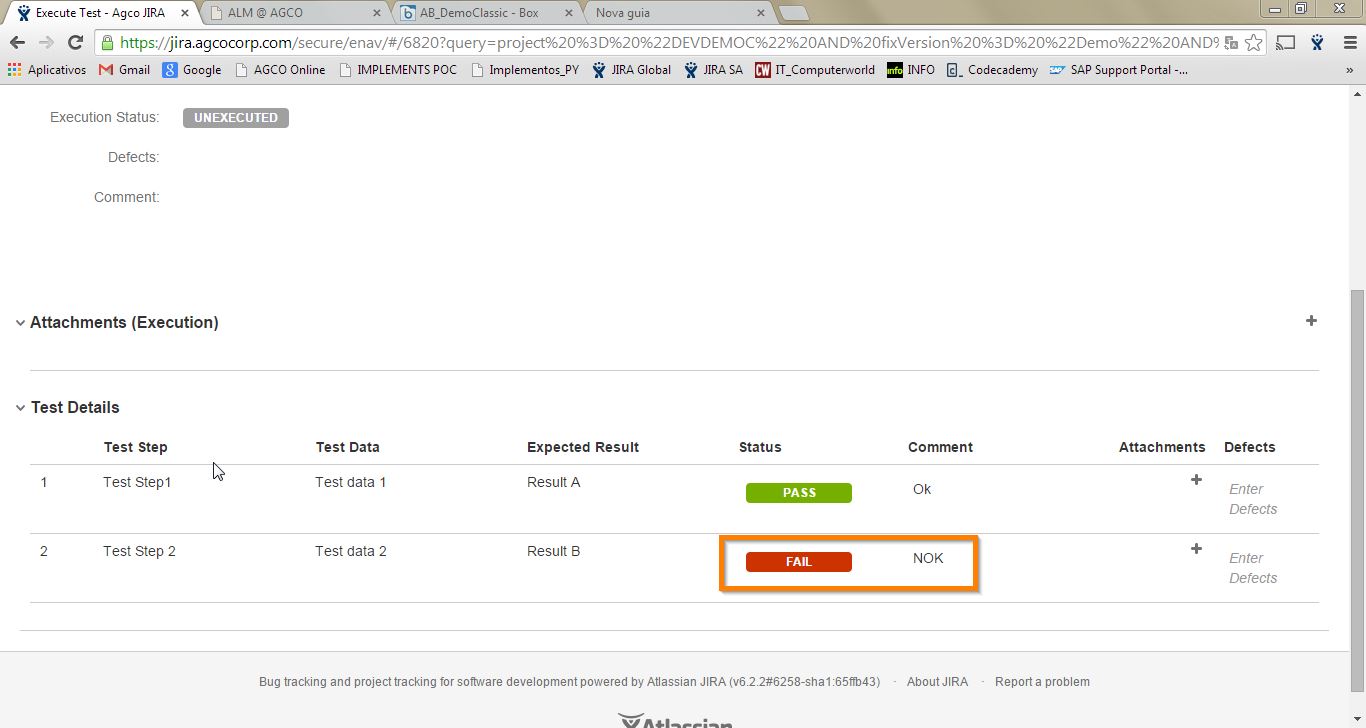 Execute Test - Agco JIRA
ALM @ AGCO
AB_DemoClassic - Box
Nova guia
https://jira.agcocorp.com/secure/enav/#/6820?query=project%20%3D%20%22DEVDEMOC%22%20AND%20fixVersion%20%3D%20%22Demo%22%20AND%
Aplicativos
Gmail
Google
AGCO Online
IMPLEMENTS POC
Implementos_PY
JIRA Global
JIRA SA
CW IT_Computerworld
info INFO
Codecademy
SAP Support Portal -...
»
Execution Status: UNEXECUTED
Defects:
Comment:
Attachments (Execution)
Test Details
Test Step Test Data Expected Result Status Comment Attachments Defects
1 Test Step1 Test data 1 Result A PASS Ok Enter
Defects
2 Test Step 2 Test data 2 Result B FAIL NOK Enter
Defects
Bug tracking and project tracking for software development powered by Atlassian JIRA (v6.2.2#6258-sha1:65ffb43) · About JIRA · Report a problem
Atlassian